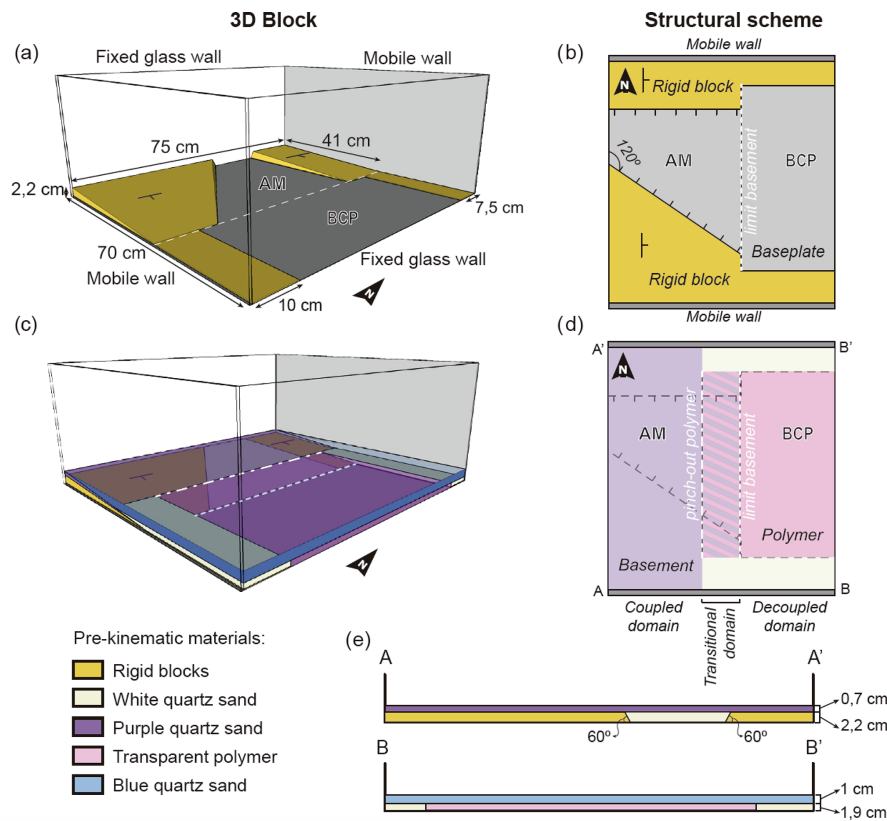 3D Block
Structural scheme
(a)
Fixed glass wall
Mobile wall
75 cm
41 cm
2,2 cm
AM
BCP
7,5 cm
70 cm
Mobile wall
Fixed glass wall
10 cm
N
(b)
Mobile wall
N
Rigid block
120º
AM
limit basement
BCP
Rigid block
Baseplate
Mobile wall
(c)
N
(d)
A'
B'
N
AM
pinch-out polymer
limit basement
BCP
Polymer
Basement
A
B
Coupled
domain
Transitional
domain
Decoupled
domain
Pre-kinematic materials:
Rigid blocks
White quartz sand
Purple quartz sand
Transparent polymer
Blue quartz sand
(e)
A
A'
0,7 cm
2,2 cm
60º
60º
B
B'
1 cm
1,9 cm